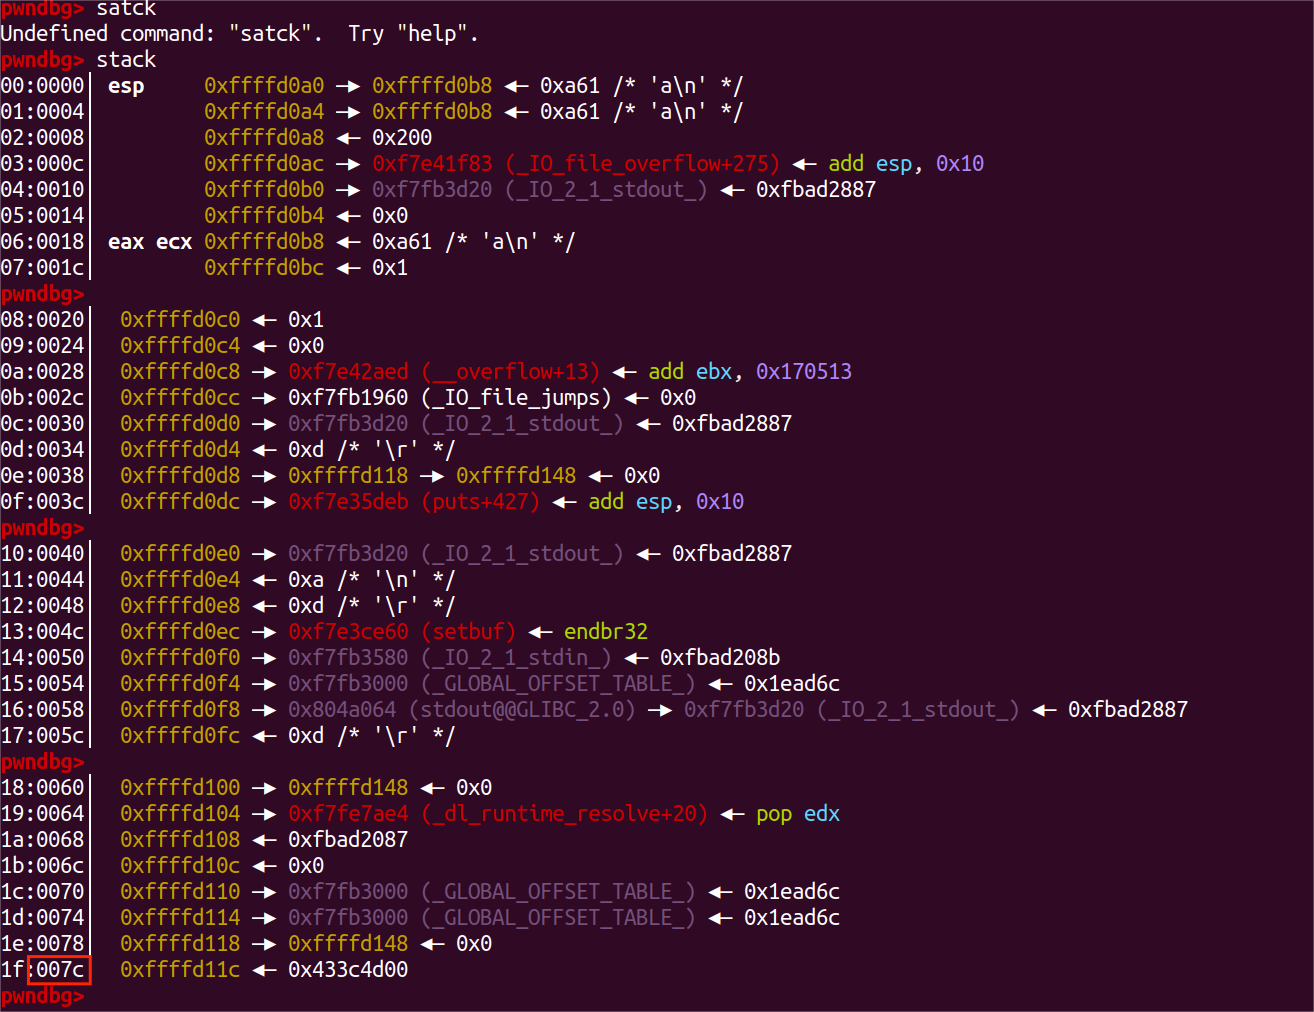 pwndbg> satck
Undefined command: "satck".  Try "help".
pwndbg> stack
00:0000│ esp     0xffffd0a0 —▸ 0xffffd0b8 ◂— 0xa61 /* 'a\n' */
01:0004│         0xffffd0a4 —▸ 0xffffd0b8 ◂— 0xa61 /* 'a\n' */
02:0008│         0xffffd0a8 ◂— 0x200
03:000c│         0xffffd0ac —▸ 0xf7e41f83 (_IO_file_overflow+275) ◂— add esp, 0x10
04:0010│         0xffffd0b0 —▸ 0xf7fb3d20 (_IO_2_1_stdout_) ◂— 0xfbad2887
05:0014│         0xffffd0b4 ◂— 0x0
06:0018│ eax ecx 0xffffd0b8 ◂— 0xa61 /* 'a\n' */
07:001c│         0xffffd0bc ◂— 0x1
pwndbg>
08:0020│  0xffffd0c0 ◂— 0x1
09:0024│  0xffffd0c4 ◂— 0x0
0a:0028│  0xffffd0c8 —▸ 0xf7e42aed (__overflow+13) ◂— add ebx, 0x170513
0b:002c│  0xffffd0cc —▸ 0xf7fb1960 (_IO_file_jumps) ◂— 0x0
0c:0030│  0xffffd0d0 —▸ 0xf7fb3d20 (_IO_2_1_stdout_) ◂— 0xfbad2887
0d:0034│  0xffffd0d4 ◂— 0xd /* '\r' */
0e:0038│  0xffffd0d8 —▸ 0xffffd118 —▸ 0xffffd148 ◂— 0x0
0f:003c│  0xffffd0dc —▸ 0xf7e35deb (puts+427) ◂— add esp, 0x10
pwndbg>
10:0040│  0xffffd0e0 —▸ 0xf7fb3d20 (_IO_2_1_stdout_) ◂— 0xfbad2887
11:0044│  0xffffd0e4 ◂— 0xa /* '\n' */
12:0048│  0xffffd0e8 ◂— 0xd /* '\r' */
13:004c│  0xffffd0ec —▸ 0xf7e3ce60 (setbuf) ◂— endbr32
14:0050│  0xffffd0f0 —▸ 0xf7fb3580 (_IO_2_1_stdin_) ◂— 0xfbad208b
15:0054│  0xffffd0f4 —▸ 0xf7fb3000 (_GLOBAL_OFFSET_TABLE_) ◂— 0x1ead6c
16:0058│  0xffffd0f8 —▸ 0x804a064 (stdout@@GLIBC_2.0) —▸ 0xf7fb3d20 (_IO_2_1_stdout_) ◂— 0xfbad2887
17:005c│  0xffffd0fc ◂— 0xd /* '\r' */
pwndbg>
18:0060│  0xffffd100 —▸ 0xffffd148 ◂— 0x0
19:0064│  0xffffd104 —▸ 0xf7fe7ae4 (_dl_runtime_resolve+20) ◂— pop edx
1a:0068│  0xffffd108 ◂— 0xfbad2087
1b:006c│  0xffffd10c ◂— 0x0
1c:0070│  0xffffd110 —▸ 0xf7fb3000 (_GLOBAL_OFFSET_TABLE_) ◂— 0x1ead6c
1d:0074│  0xffffd114 —▸ 0xf7fb3000 (_GLOBAL_OFFSET_TABLE_) ◂— 0x1ead6c
1e:0078│  0xffffd118 —▸ 0xffffd148 ◂— 0x0
1f:007c│  0xffffd11c ◂— 0x433c4d00
pwndbg>